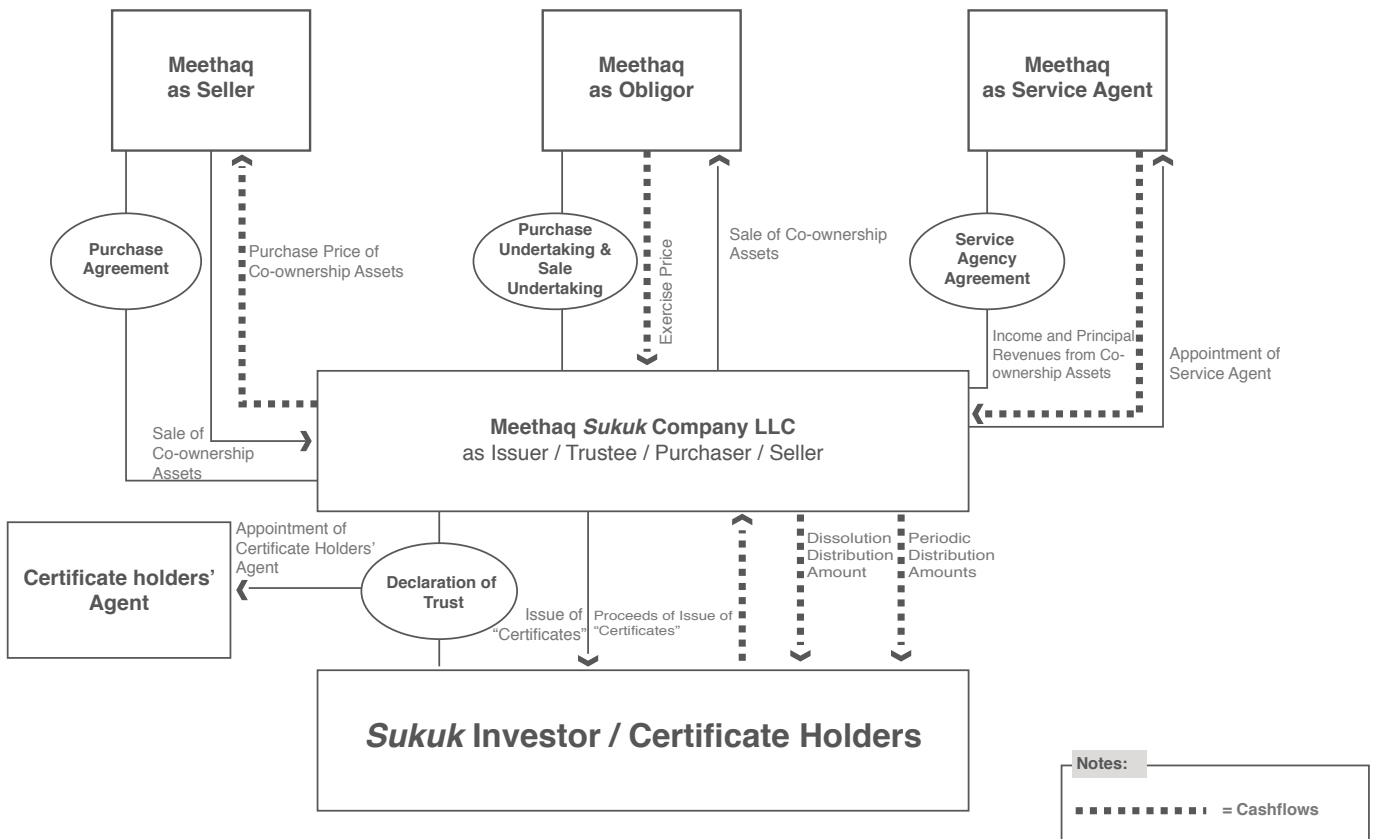 Meethaq
as Seller
Meethaq
as Obligor
Meethaq
as Service Agent
Purchase
Agreement
Purchase Price of
Co-ownership Assets
Purchase
Undertaking &
Sale
Undertaking
Exercise Price
Sale of Co-ownership
Assets
Service
Agency
Agreement
Income and Principal
Revenues from Co-
ownership Assets
Appointment of
Service Agent
Sale of
Co-ownership
Assets
Meethaq Sukuk Company LLC
as Issuer / Trustee / Purchaser / Seller
Certificate holders’
Agent
Appointment of
Certificate Holders’
Agent
Declaration of
Trust
Issue of
“Certificates”
Proceeds of Issue of
“Certificates”
Dissolution
Distribution
Amount
Periodic
Distribution
Amounts
Sukuk Investor / Certificate Holders
Notes:
= Cashflows